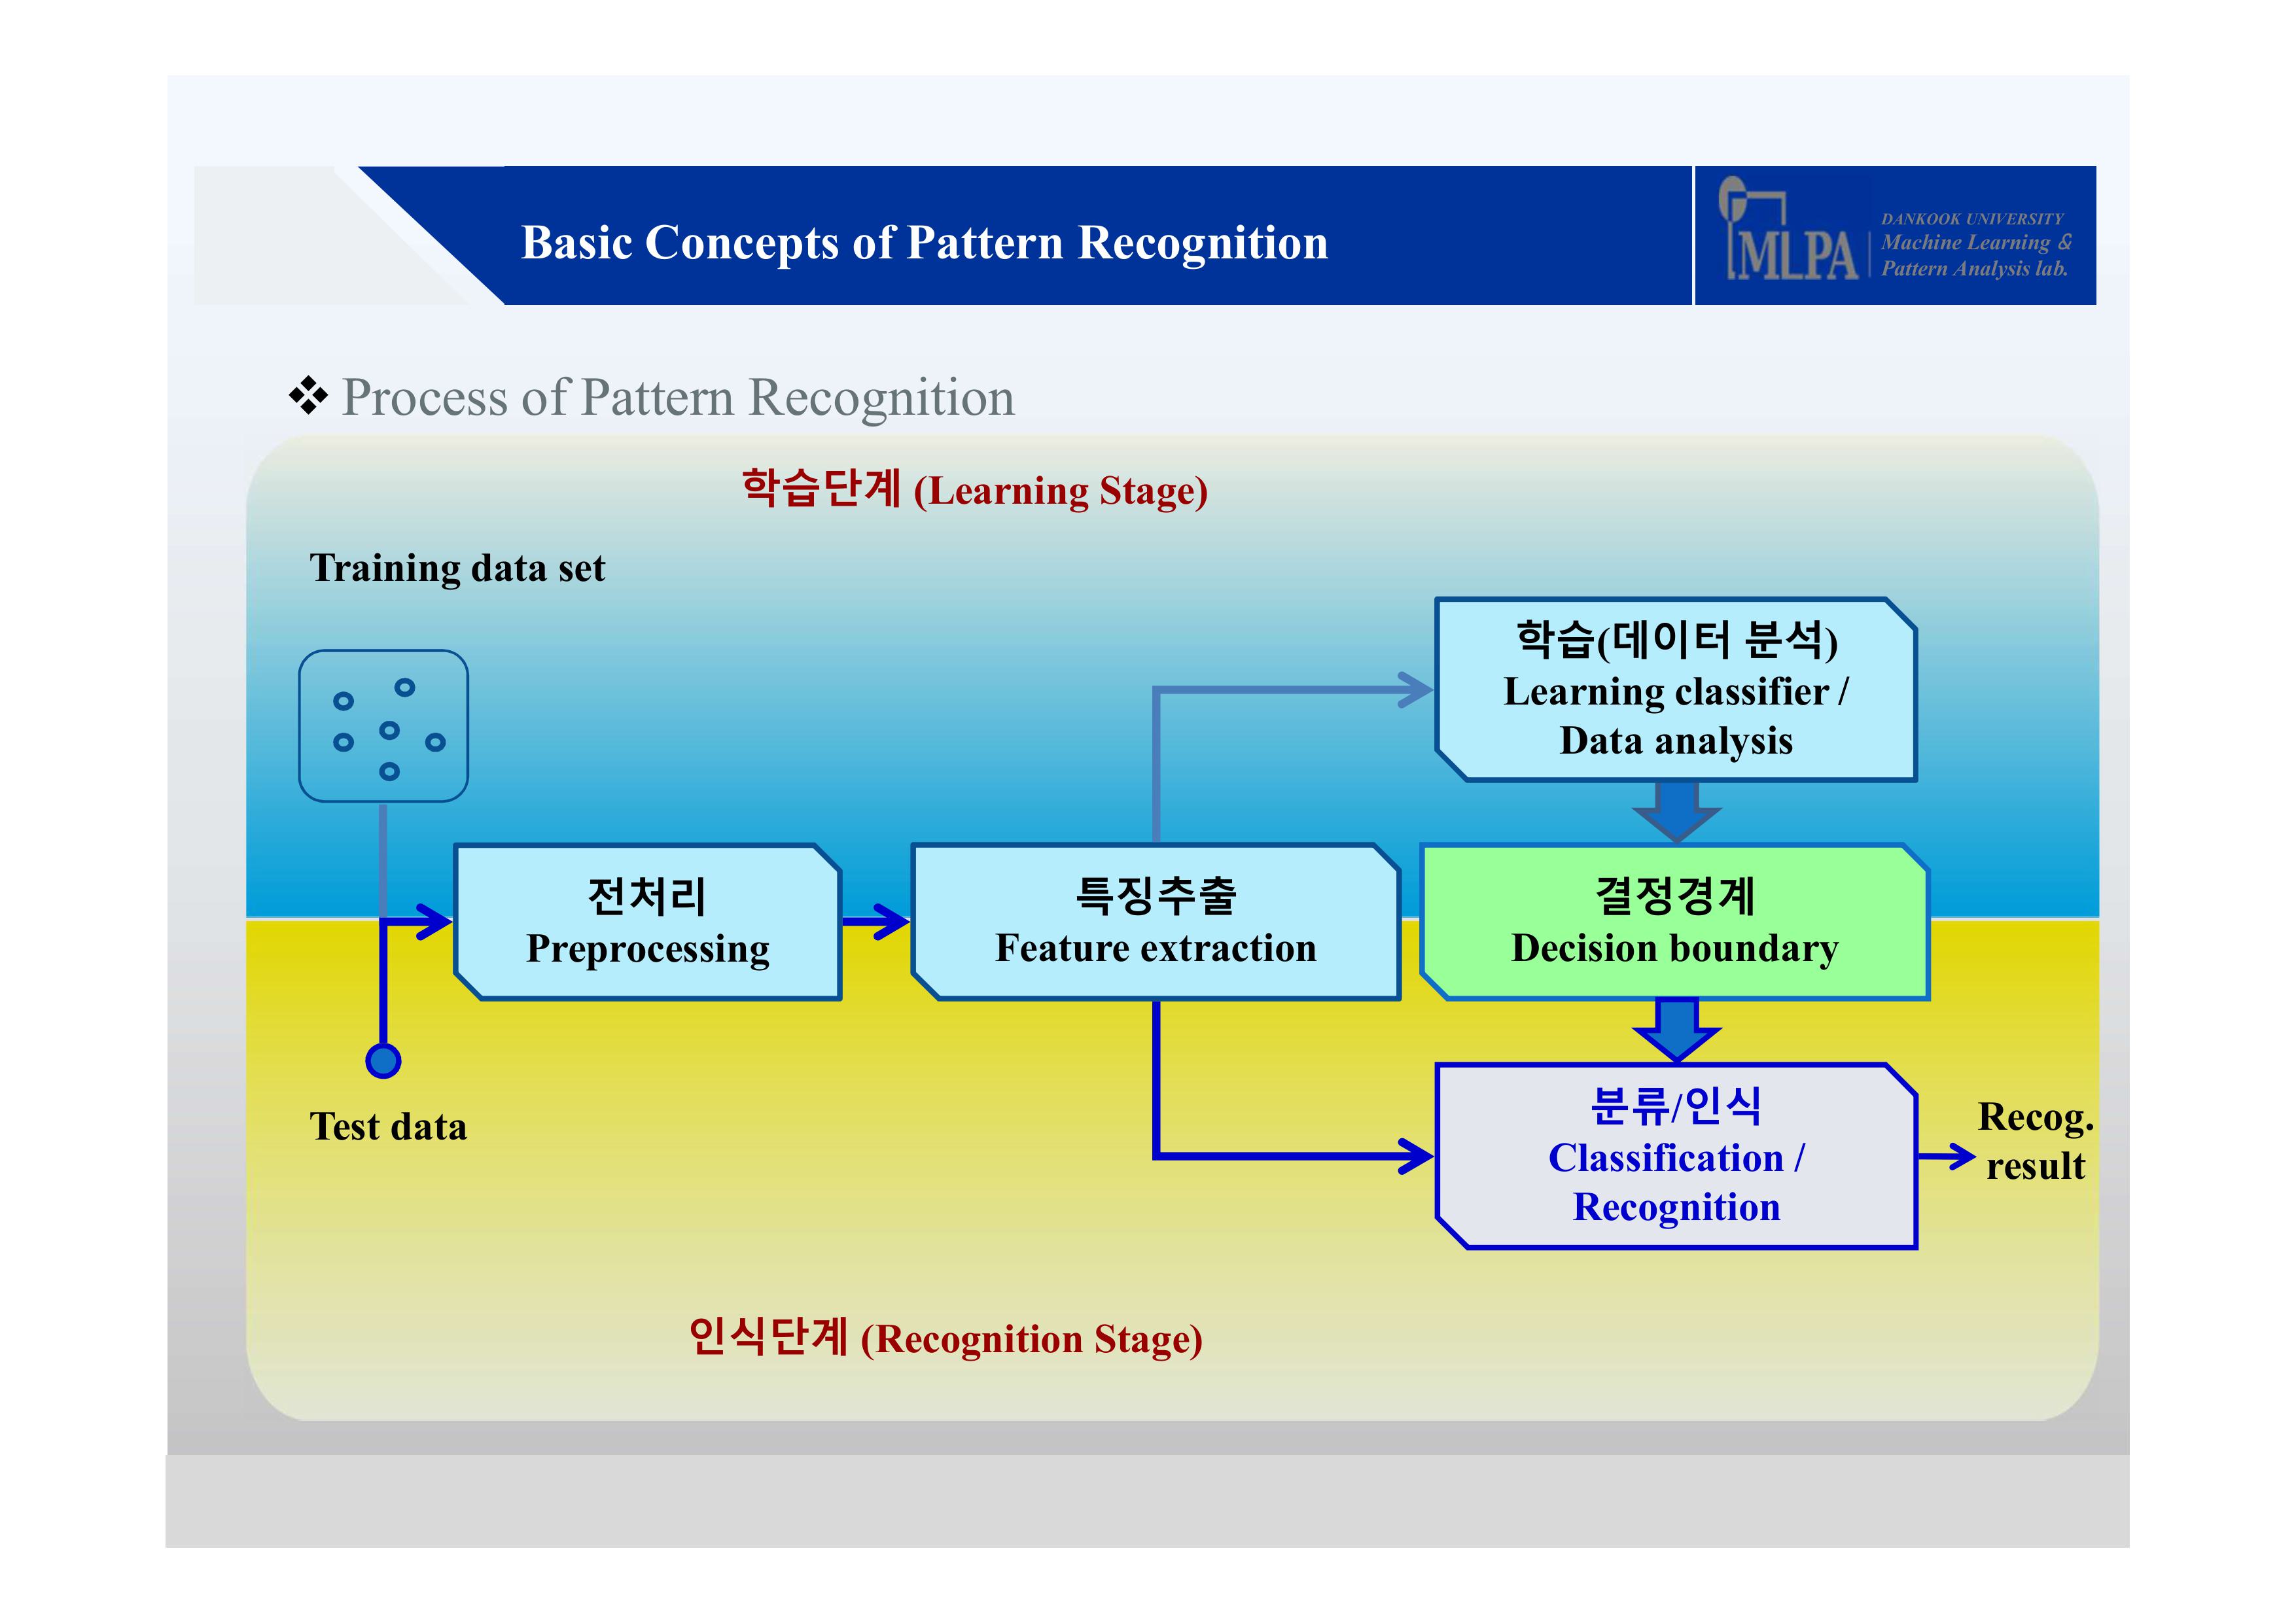 Basic Concepts of Pattern Recognition
MLPA
DANKOOK UNIVERSITY
Machine Learning &
Pattern Analysis lab.
❖ Process of Pattern Recognition
학습단계 (Learning Stage)
Training data set
학습(데이터 분석)
Learning classifier /
Data analysis
전처리
Preprocessing
특징추출
Feature extraction
결정경계
Decision boundary
Test data
분류/인식
Classification /
Recognition
Recog.
result
인식단계 (Recognition Stage)